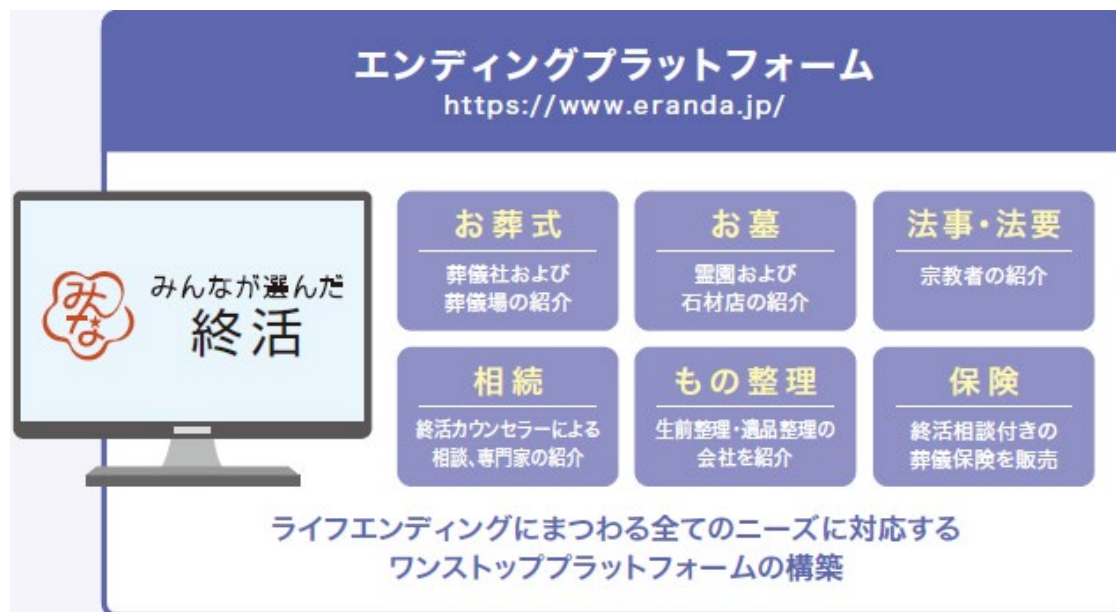 エンディングプラットフォーム
https://www.eranda.jp/
みんな
みんなが選んだ
終活
お葬式
葬儀社および
葬儀場の紹介
お墓
霊園および
石材店の紹介
法事・法要
宗教者の紹介
相続
終活カウンセラーによる
相談、専門家の紹介
もの整理
生前整理・遺品整理の
会社を紹介
保険
終活相談付きの
葬儀保険を販売
ライフエンディングにまつわる全てのニーズに対応する
ワンストッププラットフォームの構築